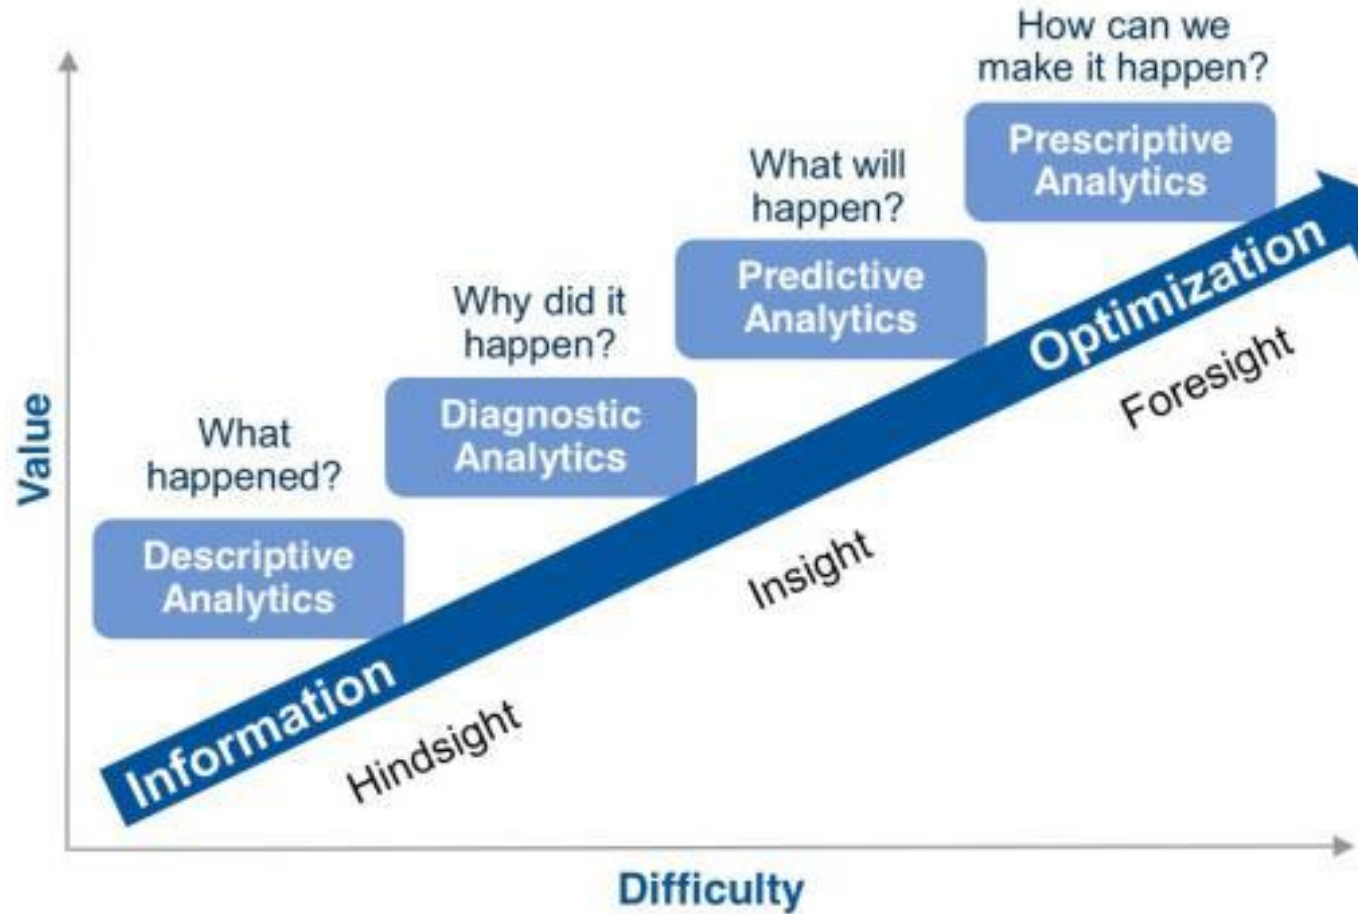 How can we
make it happen?
Prescriptive
Analytics
What will
happen?
Predictive
Analytics
Why did it
happen?
Diagnostic
Analytics
What
happened?
Descriptive
Analytics
Value
Information
Optimization
Hindsight
Insight
Foresight
Difficulty